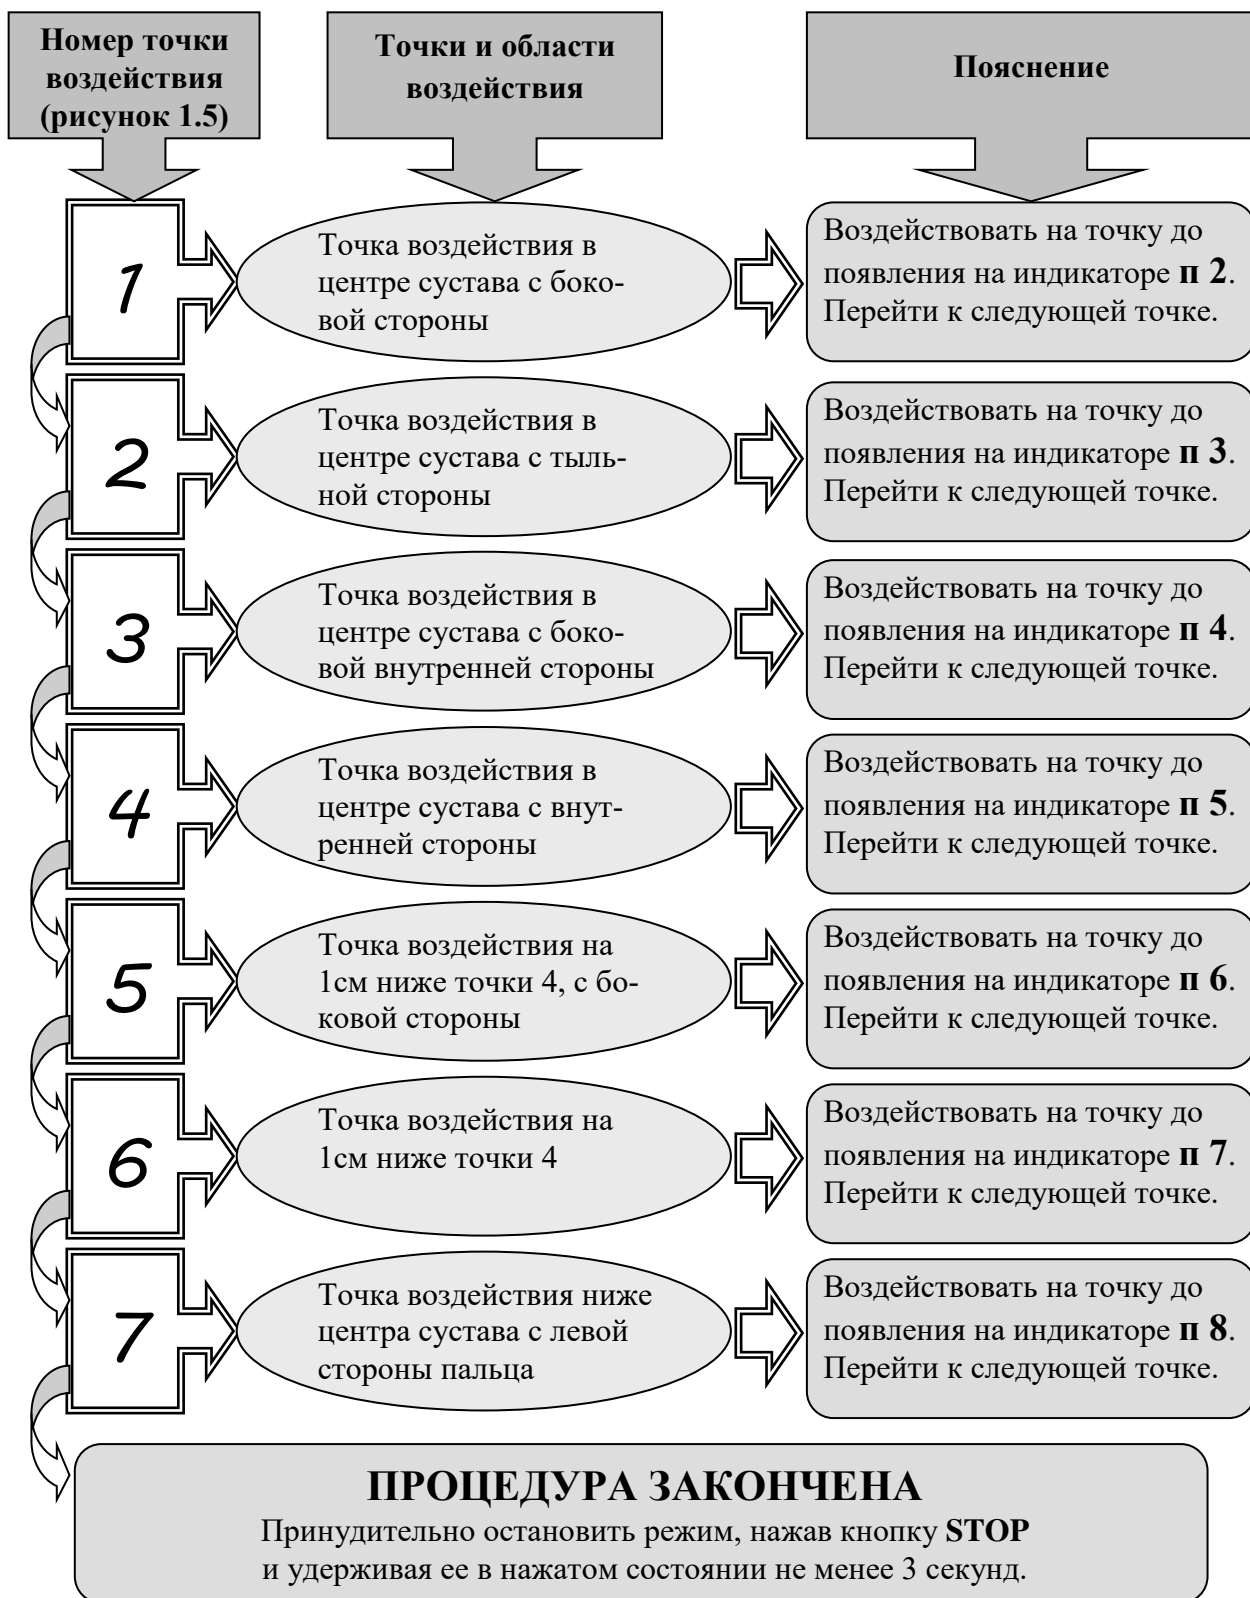 Номер точки
воздействия
(рисунок 1.5)
Точки и области
воздействия
Пояснение
1
Точка воздействия в
центре сустава с боко-
вой стороны
Воздействовать на точку до
появления на индикаторе п 2.
Перейти к следующей точке.
2
Точка воздействия в
центре сустава с тыль-
ной стороны
Воздействовать на точку до
появления на индикаторе п 3.
Перейти к следующей точке.
3
Точка воздействия в
центре сустава с боко-
вой внутренней стороны
Воздействовать на точку до
появления на индикаторе п 4.
Перейти к следующей точке.
4
Точка воздействия в
центре сустава с внут-
ренней стороны
Воздействовать на точку до
появления на индикаторе п 5.
Перейти к следующей точке.
5
Точка воздействия на
1см ниже точки 4, с бо-
ковой стороны
Воздействовать на точку до
появления на индикаторе п 6.
Перейти к следующей точке.
6
Точка воздействия на
1см ниже точки 4
Воздействовать на точку до
появления на индикаторе п 7.
Перейти к следующей точке.
7
Точка воздействия ниже
центра сустава с левой
стороны пальца
Воздействовать на точку до
появления на индикаторе п 8.
Перейти к следующей точке.
ПРОЦЕДУРА ЗАКОНЧЕНА
Принудительно остановить режим, нажав кнопку STOP
и удерживая ее в нажатом состоянии не менее 3 секунд.